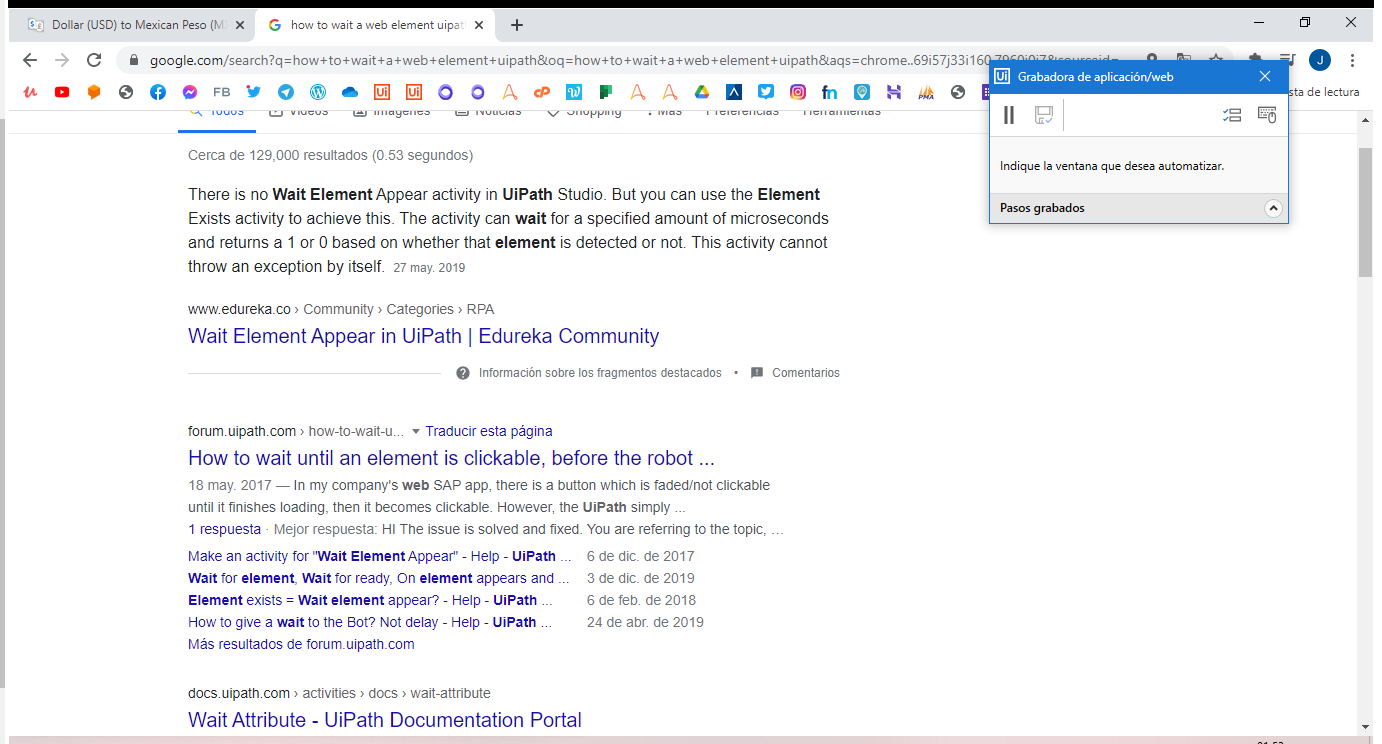 Dollar (USD) to Mexican Peso (M
how to wait a web element uipat
google.com/search?q=how+to+wait+a+web+element+uipath&oq=how+to+wait+a+web+element+uipath&aqs=chrome..69i57j33i160
J
FB
sta de lectura
Grabadora de aplicación/web
Indique la ventana que desea automatizar.
Pasos grabados
Todos
Videos
Imágenes
Noticias
Shopping
Más
Preferencias
Herramientas
Cerca de 129,000 resultados (0.53 segundos)
There is no Wait Element Appear activity in UiPath Studio. But you can use the Element
Exists activity to achieve this. The activity can wait for a specified amount of microseconds
and returns a 1 or 0 based on whether that element is detected or not. This activity cannot
throw an exception by itself. 27 may. 2019
www.edureka.co › Community › Categories › RPA
Wait Element Appear in UiPath | Edureka Community
Información sobre los fragmentos destacados • Comentarios
forum.uipath.com › how-to-wait-u... Traducir esta página
How to wait until an element is clickable, before the robot ...
18 may. 2017 — In my company's web SAP app, there is a button which is faded/not clickable
until it finishes loading, then it becomes clickable. However, the UiPath simply ...
1 respuesta · Mejor respuesta: HI The issue is solved and fixed. You are referring to the topic, …
Make an activity for "Wait Element Appear" - Help - UiPath ... 6 de dic. de 2017
Wait for element, Wait for ready, On element appears and ... 3 de dic. de 2019
Element exists = Wait element appear? - Help - UiPath ... 6 de feb. de 2018
How to give a wait to the Bot? Not delay - Help - UiPath ... 24 de abr. de 2019
Más resultados de forum.uipath.com
docs.uipath.com › activities › docs › wait-attribute
Wait Attribute - UiPath Documentation Portal